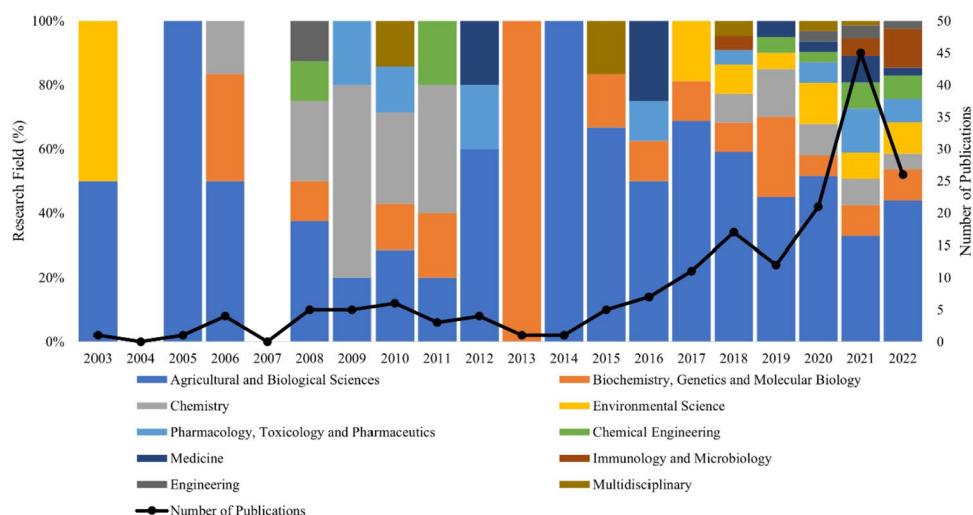 100%
80%
60%
40%
20%
0%
Research Field (%)
50
45
40
35
30
25
20
15
10
5
0
Number of Publications
2003 2004 2005 2006 2007 2008 2009 2010 2011 2012 2013 2014 2015 2016 2017 2018 2019 2020 2021 2022
Agricultural and Biological Sciences
Biochemistry, Genetics and Molecular Biology
Chemistry
Environmental Science
Pharmacology, Toxicology and Pharmaceutics
Chemical Engineering
Medicine
Immunology and Microbiology
Engineering
Multidisciplinary
Number of Publications